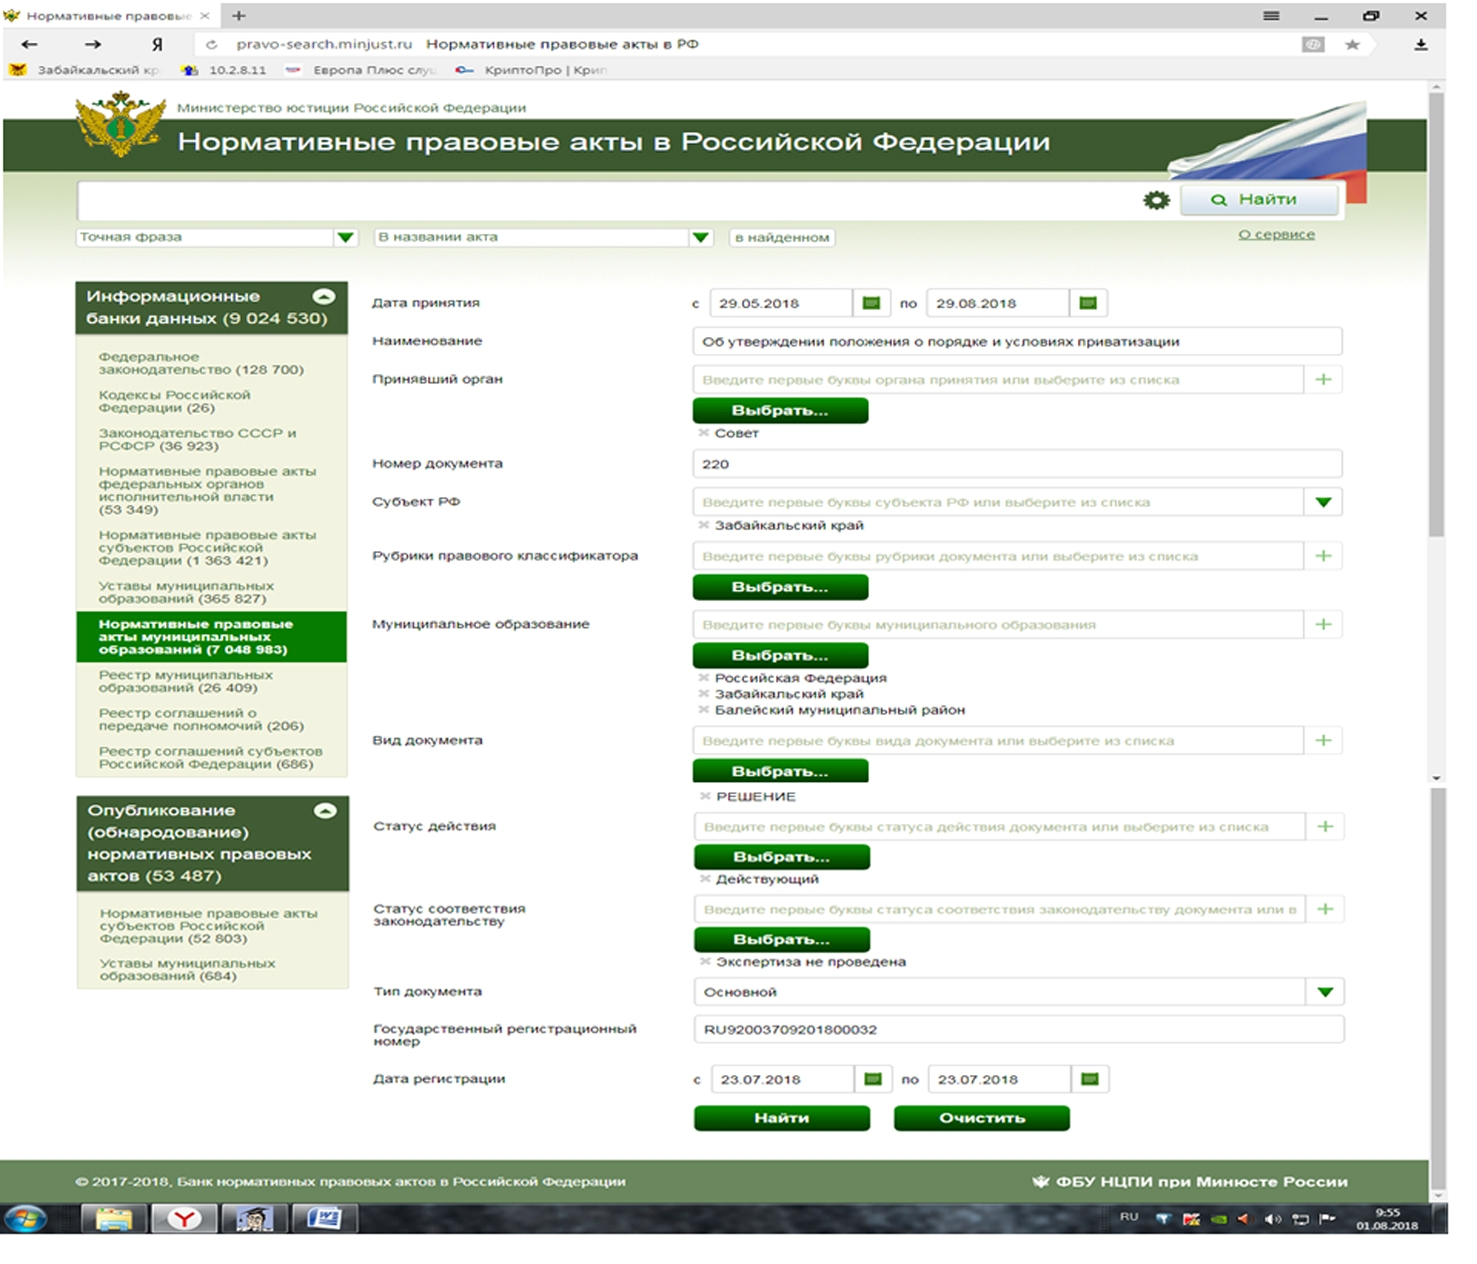 Нормативные правовые
pravo-search.minjust.ru Нормативные правовые акты в РФ
Забайкальский кр 10.2.8.11 Европа Плюс слу КриптоПро | Крип
Министерство юстиции Российской Федерации
Нормативные правовые акты в Российской Федерации
Найти
Точная фраза В названии акта в найденном О сервисе
Информационные
банки данных (9 024 530)
Федеральное
законодательство (128 700)
Кодексы Российской
Федерации (26)
Законодательство СССР и
РСФСР (36 923)
Нормативные правовые акты
федеральных органов
исполнительной власти
(53 349)
Нормативные правовые акты
субъектов Российской
Федерации (1 363 421)
Уставы муниципальных
образований (365 827)
Нормативные правовые
акты муниципальных
образований (7 048 983)
Реестр муниципальных
образований (26 409)
Реестр соглашений о
передаче полномочий (206)
Реестр соглашений субъектов
Российской Федерации (686)
Опубликование
(обнародование)
нормативных правовых
актов (53 487)
Нормативные правовые акты
субъектов Российской
Федерации (52 803)
Уставы муниципальных
образований (684)
Дата принятия с 29.05.2018 по 29.08.2018
Наименование Об утверждении положения о порядке и условиях приватизации
Принявший орган Введите первые буквы органа принятия или выберите из списка
Выбрать...
Совет
Номер документа 220
Субъект РФ Введите первые буквы субъекта РФ или выберите из списка
Забайкальский край
Рубрики правового классификатора Введите первые буквы рубрики документа или выберите из списка
Выбрать...
Муниципальное образование Введите первые буквы муниципального образования
Выбрать...
Российская Федерация
Забайкальский край
Балейский муниципальный район
Вид документа Введите первые буквы вида документа или выберите из списка
Выбрать...
РЕШЕНИЕ
Статус действия Введите первые буквы статуса действия документа или выберите из списка
Выбрать...
Действующий
Статус соответствия
законодательству Введите первые буквы статуса соответствия законодательству документа или в
Выбрать...
Экспертиза не проведена
Тип документа Основной
Государственный регистрационный
номер RU92003709201800032
Дата регистрации с 23.07.2018 по 23.07.2018
Найти Очистить
© 2017-2018, Банк нормативных правовых актов в Российской Федерации ФБУ НЦПИ при Минюсте России
RU 9:55
01.08.2018